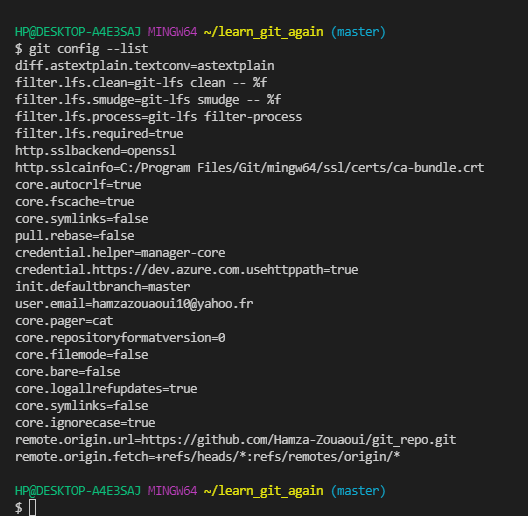 HP@DESKTOP-A4E3SAJ MINGW64 ~/learn_git_again (master)
$ git config --list
diff.astextplain.textconv=astextplain
filter.lfs.clean=git-lfs clean -- %f
filter.lfs.smudge=git-lfs smudge -- %f
filter.lfs.process=git-lfs filter-process
filter.lfs.required=true
http.sslbackend=openssl
http.sslcainfo=C:/Program Files/Git/mingw64/ssl/certs/ca-bundle.crt
core.autocrlf=true
core.fscache=true
core.symlinks=false
pull.rebase=false
credential.helper=manager-core
credential.https://dev.azure.com.usehttppath=true
init.defaultbranch=master
user.email=hamzazouaoui10@yahoo.fr
core.pager=cat
core.repositoryformatversion=0
core.filemode=false
core.bare=false
core.logallrefupdates=true
core.symlinks=false
core.ignorecase=true
remote.origin.url=https://github.com/Hamza-Zouaoui/git_repo.git
remote.origin.fetch=+refs/heads/*:refs/remotes/origin/*
HP@DESKTOP-A4E3SAJ MINGW64 ~/learn_git_again (master)
$